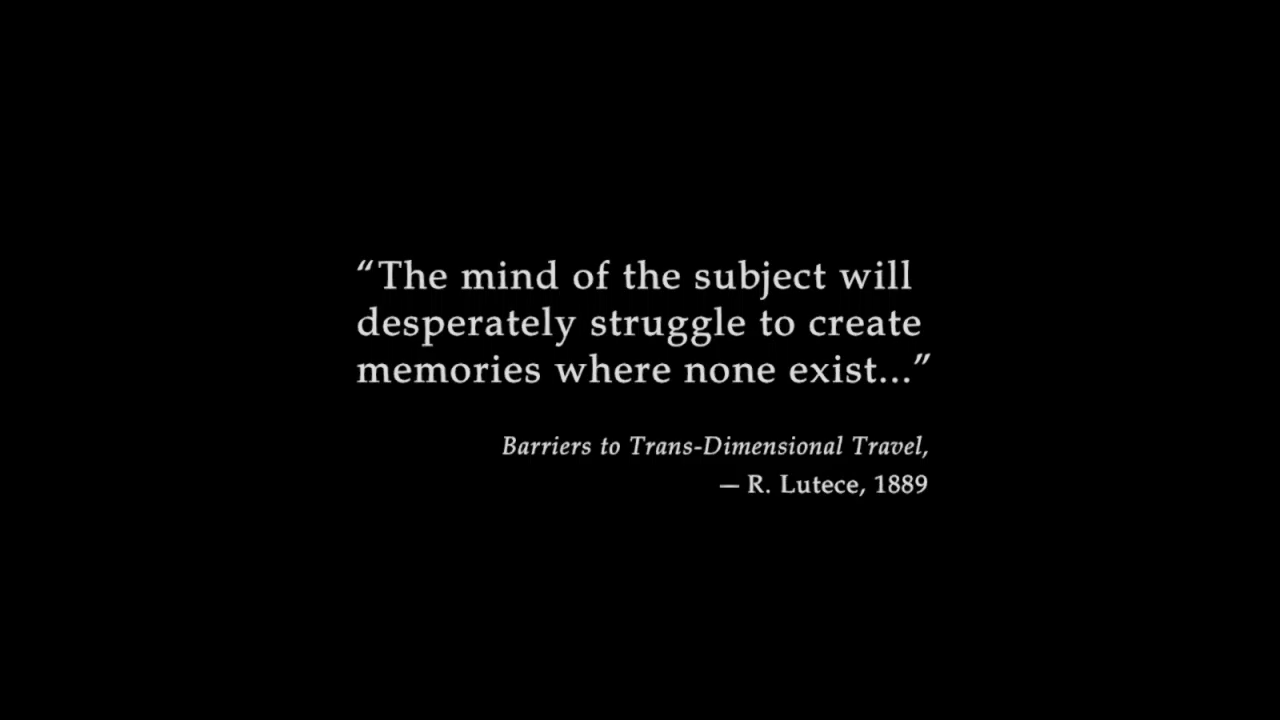 “The mind of the subject will
desperately struggle to create
memories where none exist...”
Barriers to Trans-Dimensional Travel,
— R. Lutece, 1889